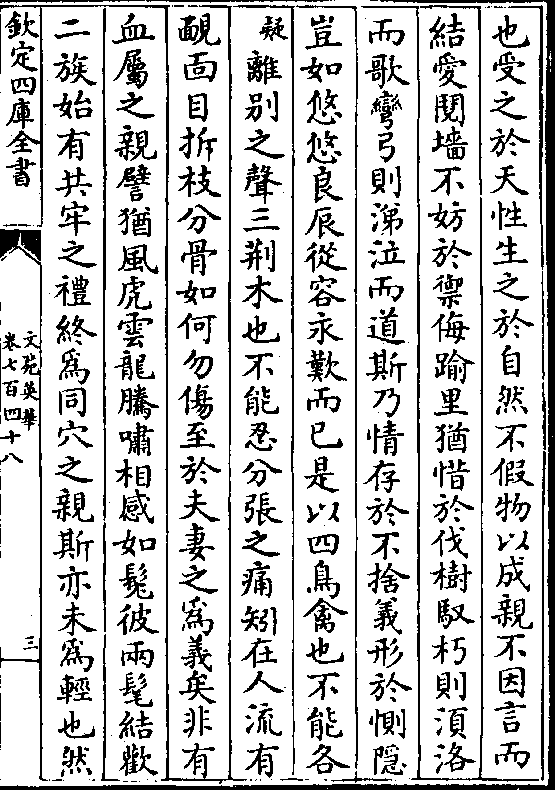 也受之於天性生之於自然不假物以成親不因言而
結愛鬩墻不妨於禦侮踰里猶惜於伐樹馭朽則湏洛
而歌彎弓則涕泣而道斯乃情存於不捨義形於惻隠
豈如悠悠良辰從容永歎而已是以四鳥禽也不能各
疑離别之聲三荆木也不能忍分張之痛矧在人流有
靦靣目拆枝分骨如何勿傷至於夫妻之為義矣非有
血屬之親譬猶風虎雲龍騰嘯相感如髧彼兩髦結歡
二族始有共牢之禮終為同穴之親斯亦未為輕也然
欽定四庫全書
文苑英華
卷七百四十八
三